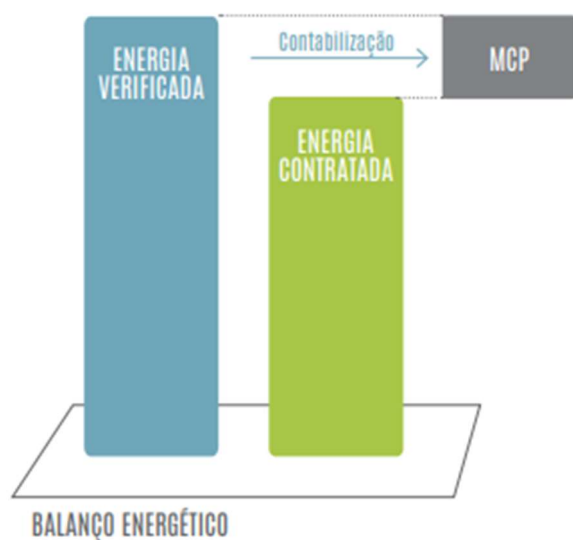 ENERGIA
VERIFICADA
Contabilização
MCP
ENERGIA
CONTRATADA
BALANÇO ENERGÉTICO